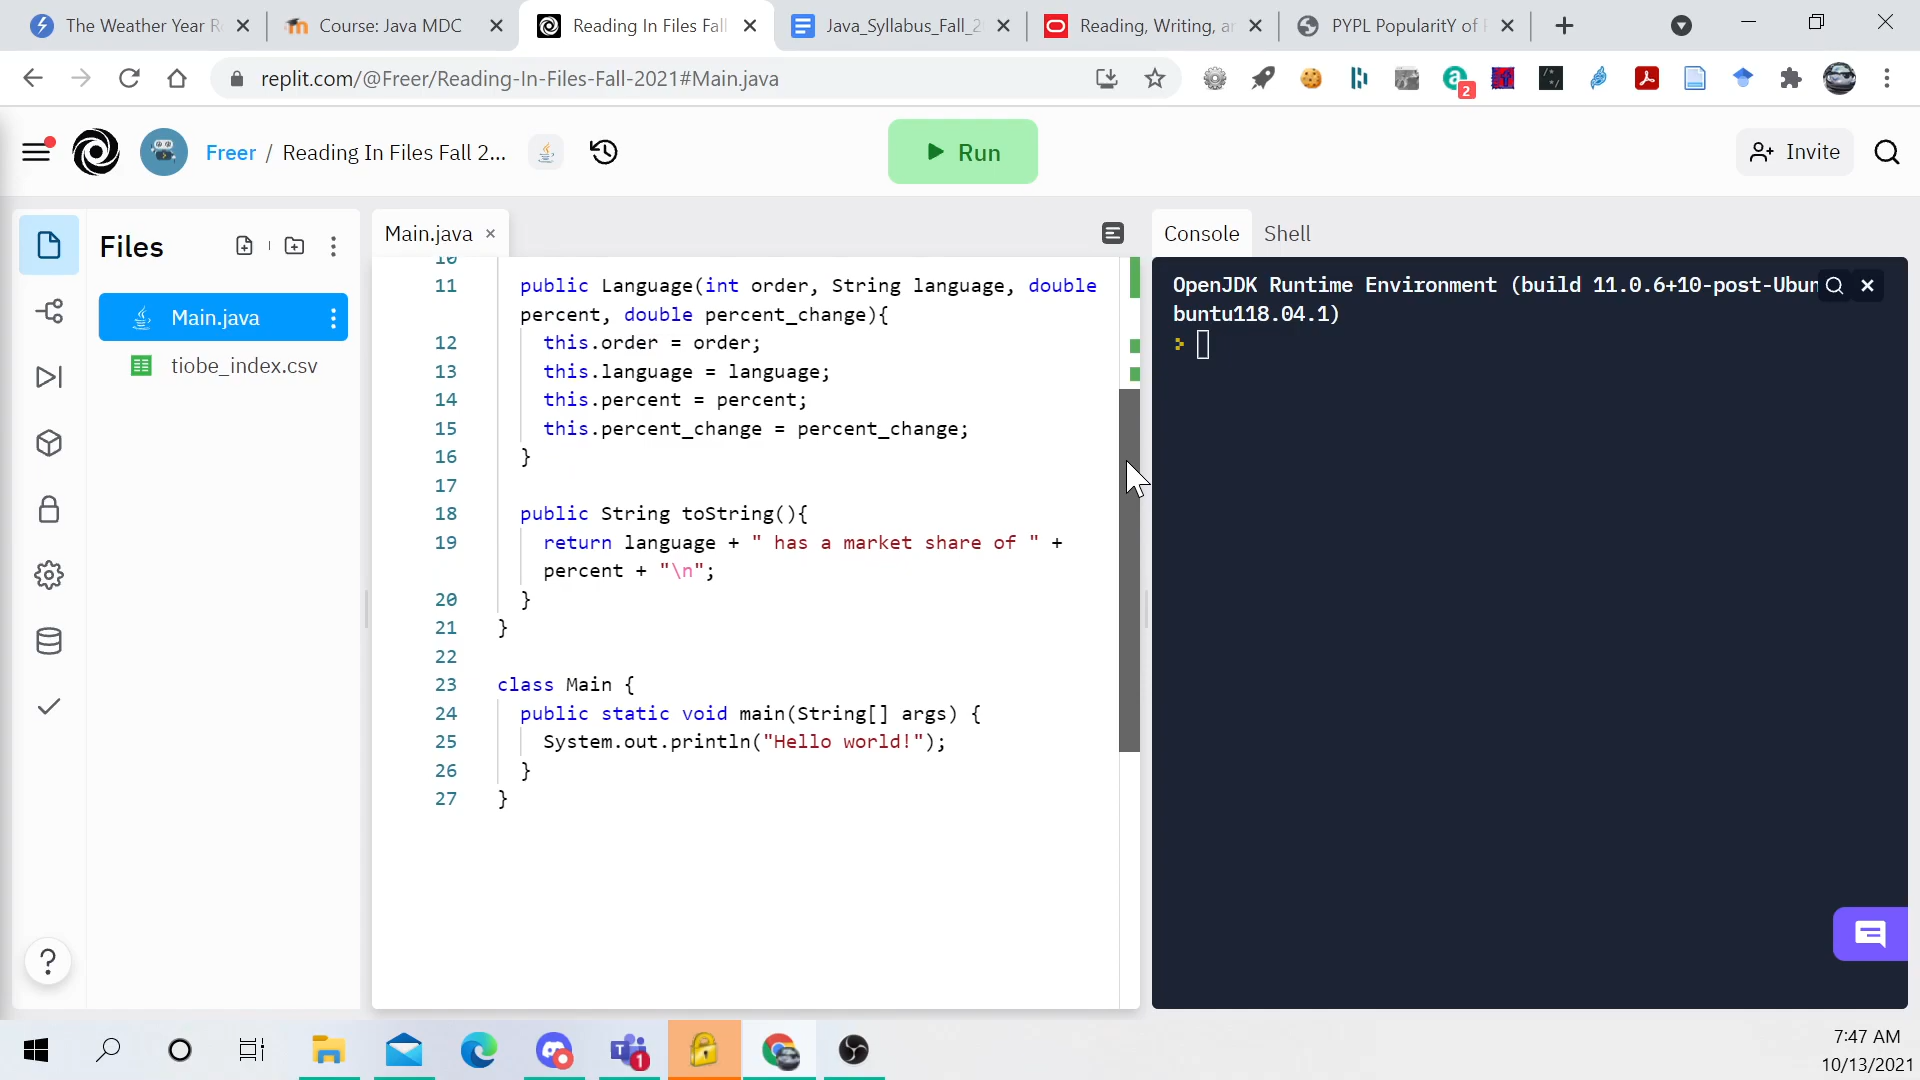 The Weather Year R
Course: Java MDC
Reading In Files Fall
Java_Syllabus_Fall_2
Reading, Writing, a
PYPL PopularitY of
replit.com/@Freer/Reading-In-Files-Fall-2021#Main.java
2
Freer / Reading In Files Fall 2...
Run
Invite
Files
Main.java
tiobe_index.csv
Main.java
10
11 public Language(int order, String language, double
percent, double percent_change){
12 this.order = order;
13 this.language = language;
14 this.percent = percent;
15 this.percent_change = percent_change;
16 }
17
18 public String toString(){
19 return language + " has a market share of " +
percent + "\n";
20 }
21 }
22
23 class Main {
24 public static void main(String[] args) {
25 System.out.println("Hello world!");
26 }
27 }
Console Shell
OpenJDK Runtime Environment (build 11.0.6+10-post-Ubun
buntu118.04.1)
1
7:47 AM
10/13/2021